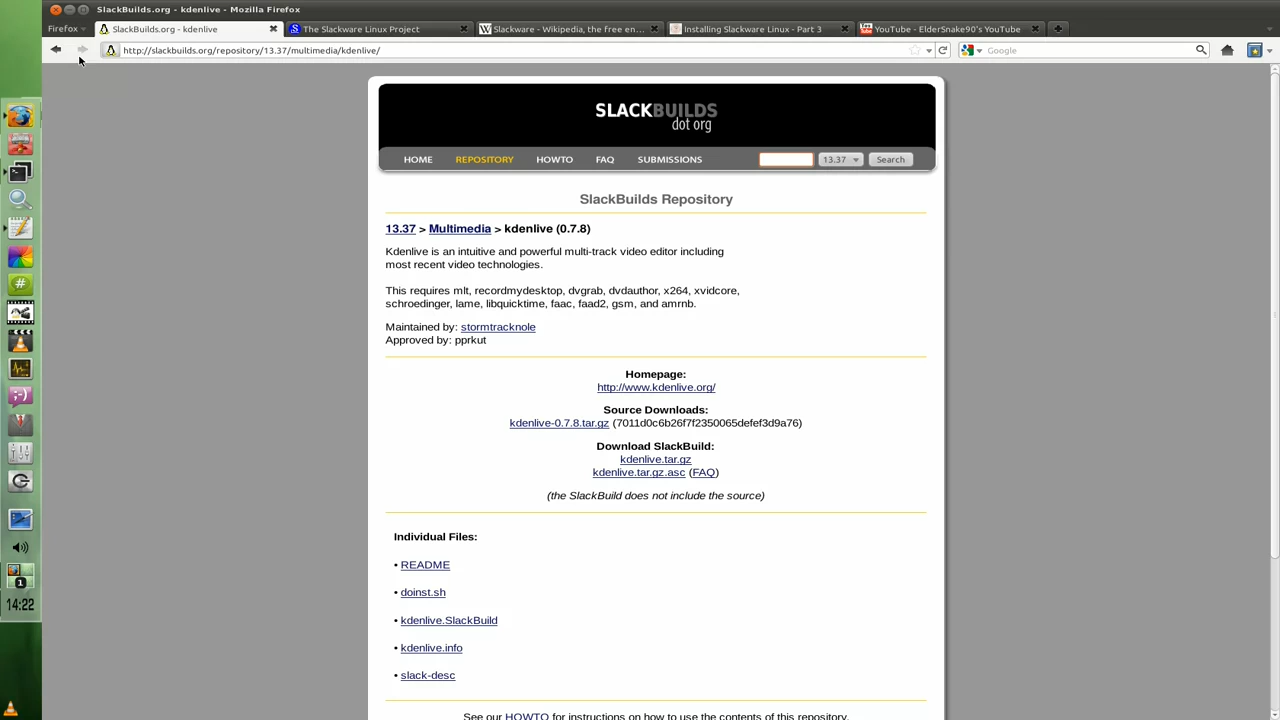 SlackBuilds.org - kdenlive - Mozilla Firefox
Firefox
SlackBuilds.org - kdenlive
The Slackware Linux Project
Slackware - Wikipedia, the free en...
Installing Slackware Linux - Part 3
YouTube - ElderSnake90's YouTube
http://slackbuilds.org/repository/13.37/multimedia/kdenlive/
Google
SLACKBUILDS
dot org
HOME REPOSITORY HOWTO FAQ SUBMISSIONS 13.37 Search
SlackBuilds Repository
13.37 > Multimedia > kdenlive (0.7.8)
Kdenlive is an intuitive and powerful multi-track video editor including
most recent video technologies.
This requires mlt, recordmydesktop, dvgrab, dvdauthor, x264, xvidcore,
schroedinger, lame, libquicktime, faac, faad2, gsm, and amrnb.
Maintained by: stormtracknole
Approved by: pprkut
Homepage:
http://www.kdenlive.org/
Source Downloads:
kdenlive-0.7.8.tar.gz (7011d0c6b26f7f2350065defef3d9a76)
Download SlackBuild:
kdenlive.tar.gz
kdenlive.tar.gz.asc (FAQ)
(the SlackBuild does not include the source)
Individual Files:
• README
• doinst.sh
• kdenlive.SlackBuild
• kdenlive.info
• slack-desc
See our HOWTO for instructions on how to use the contents of this repository.
1
14:22